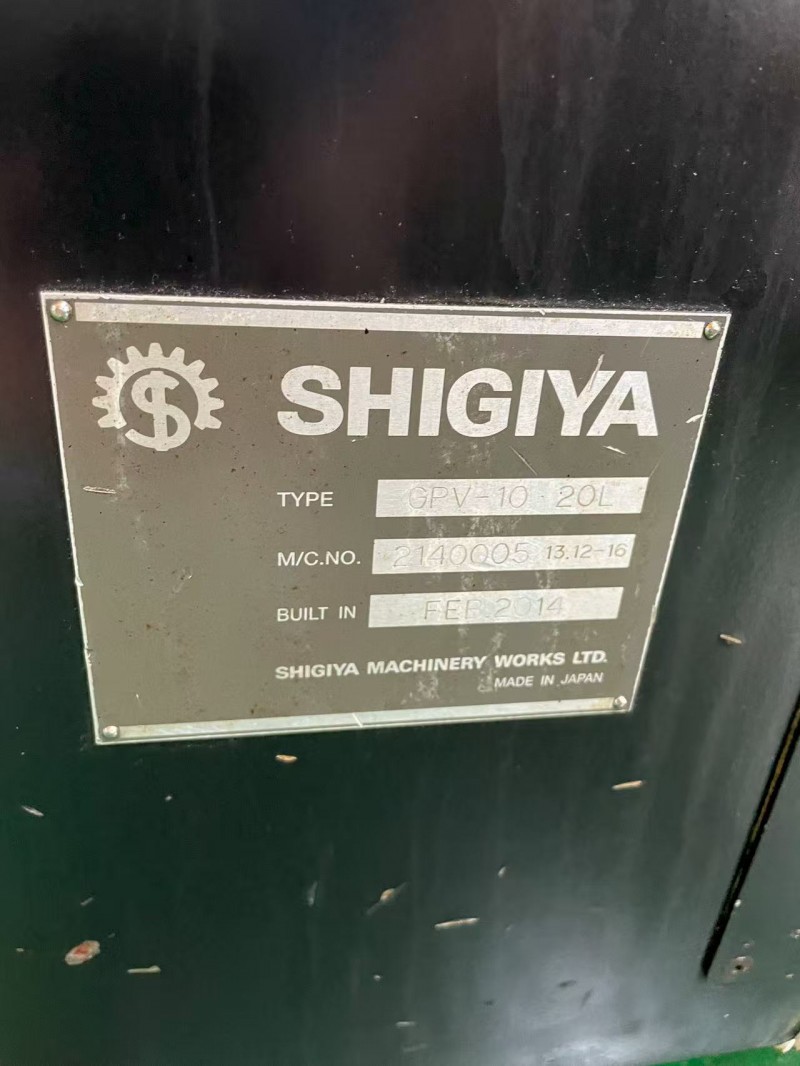 SHIGIYA
TYPE GPV-10·20L
M/C.NO. 2140005 13.12-16
BUILT IN FEB.2014
SHIGIYA MACHINERY WORKS LTD.
MADE IN JAPAN